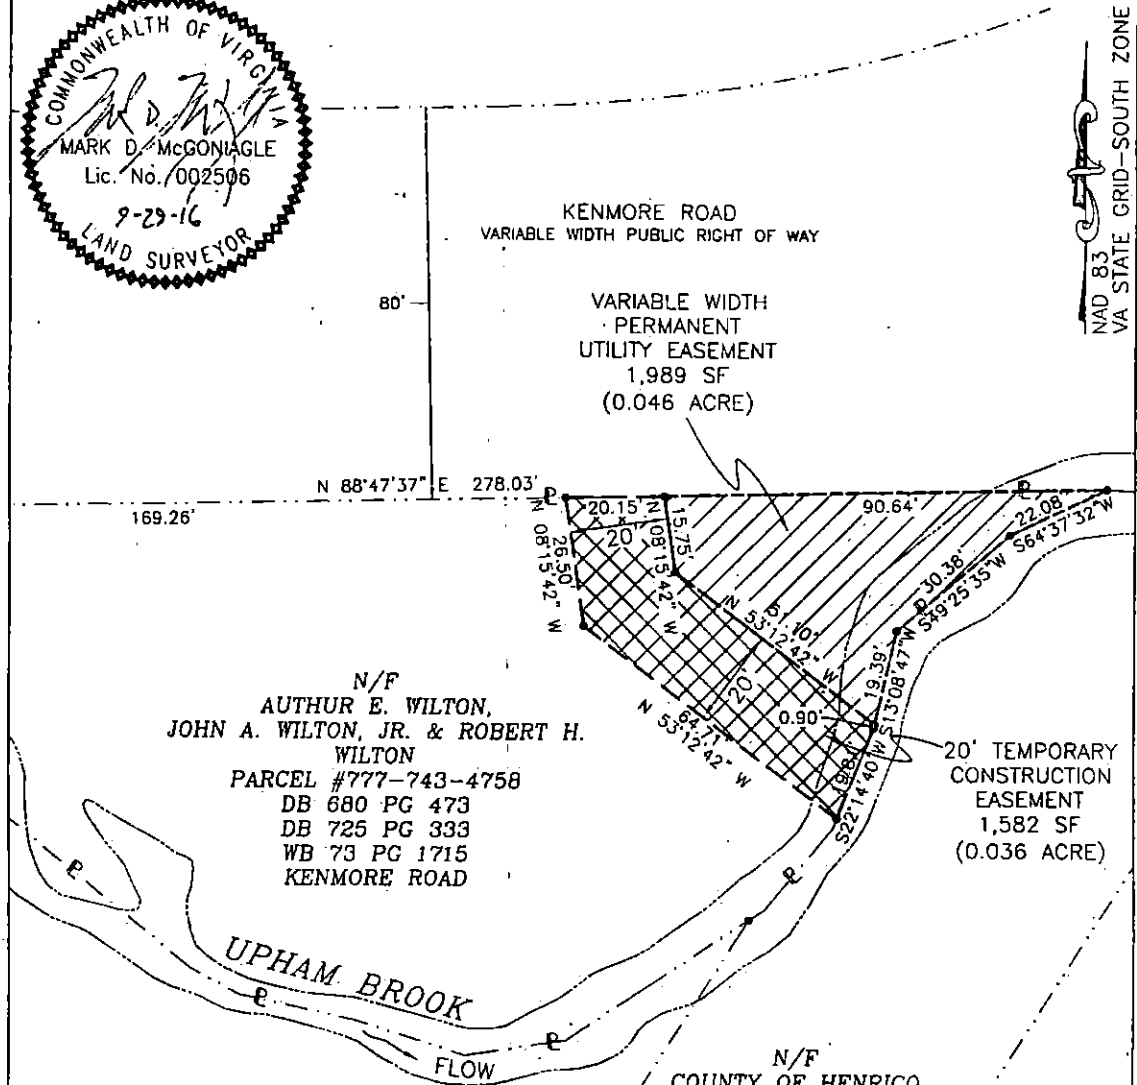 COMMONWEALTH OF VIRGINIA
MARK D. McGONIAGLE
Lic. No. 002506
9-29-16
LAND SURVEYOR
NAD 83
VA STATE GRID-SOUTH ZONE
KENMORE ROAD
VARIABLE WIDTH PUBLIC RIGHT OF WAY
80'
VARIABLE WIDTH
PERMANENT
UTILITY EASEMENT
1,989 SF
(0.046 ACRE)
N 88°47'37" E 278.03'
169.26'
20.15'
90.64'
20'
N 08°15'42" W
26.50'
15.75'
N 08°15'42" W
22.08'
S64°37'32"W
30.38'
S49°25'35"W
51.10'
N 53°12'42" W
19.39'
S13°08'47"W
20'
0.90'
64.71'
N 53°12'42" W
19.81'
S22°14'40"W
20' TEMPORARY
CONSTRUCTION
EASEMENT
1,582 SF
(0.036 ACRE)
N/F
AUTHUR E. WILTON,
JOHN A. WILTON, JR. & ROBERT H.
WILTON
PARCEL #777-743-4758
DB 680 PG 473
DB 725 PG 333
WB 73 PG 1715
KENMORE ROAD
UPHAM BROOK
FLOW
N/F
COUNTY OF HENRICO